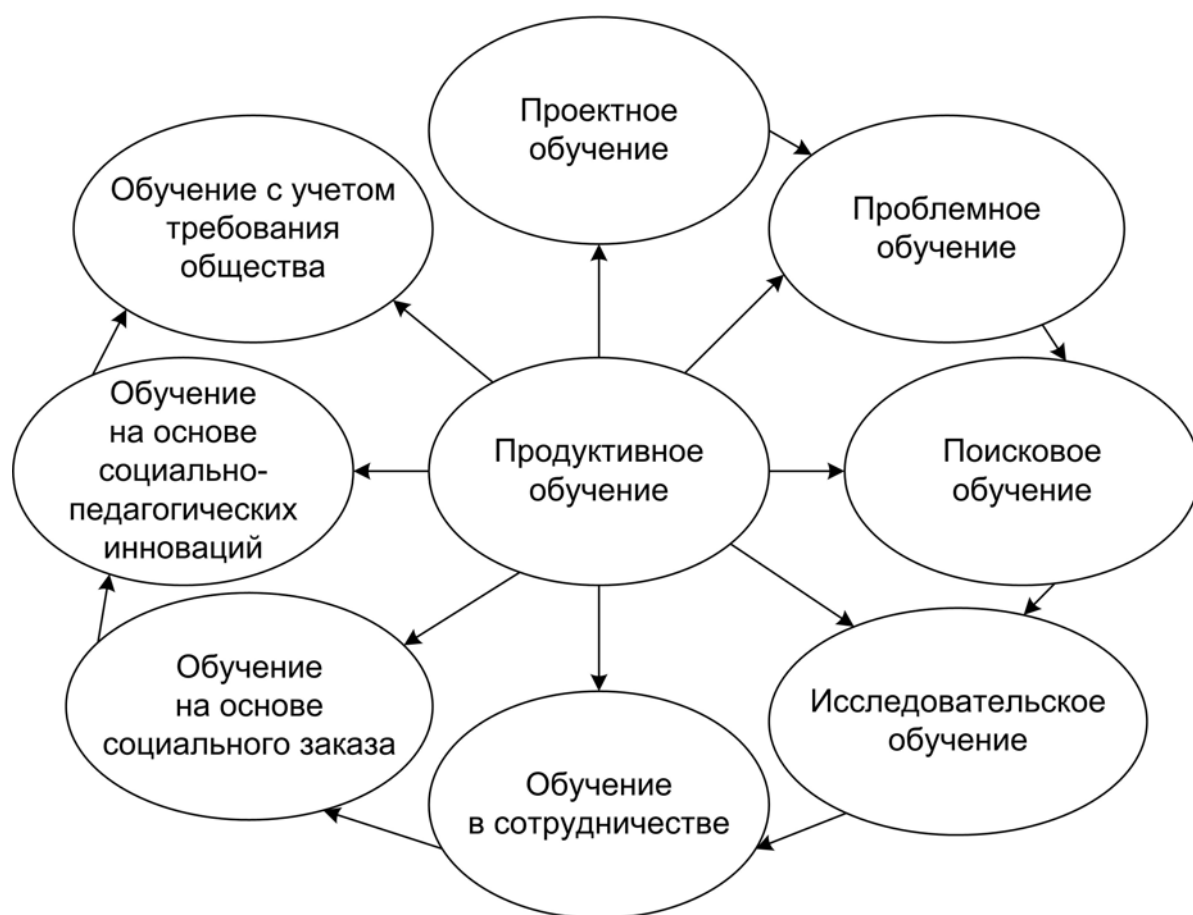 Проектное
обучение
Обучение с учетом
требования
общества
Проблемное
обучение
Обучение
на основе
социально-
педагогических
инноваций
Продуктивное
обучение
Поисковое
обучение
Обучение
на основе
социального заказа
Исследовательское
обучение
Обучение
в сотрудничестве